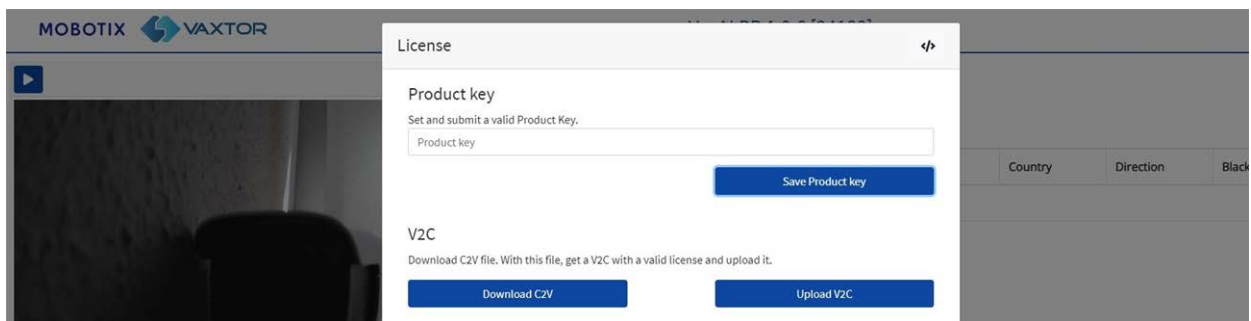 MOBOTIX VAXTOR
License
</>
Product key
Set and submit a valid Product Key.
Product key
Save Product key
Country Direction Black
V2C
Download C2V file. With this file, get a V2C with a valid license and upload it.
Download C2V Upload V2C